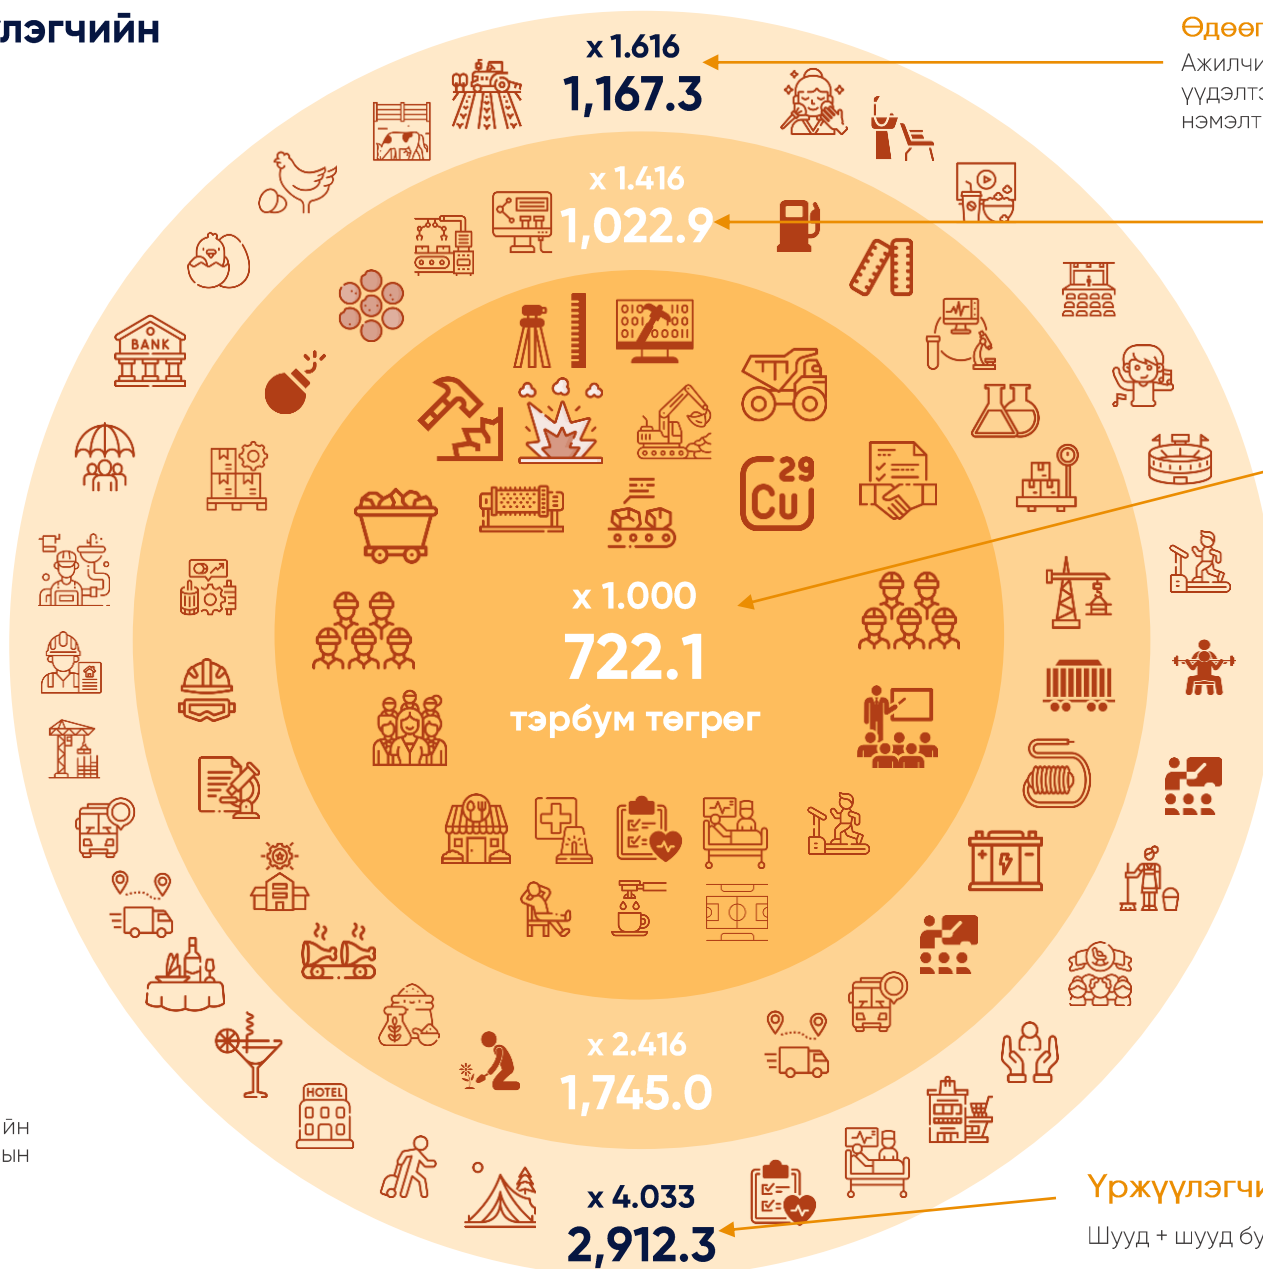 лэгчийн
x 1.616
1,167.3
Өдөөг
Ажилчи
үүдэлтэ
нэмэлт
x 1.416
1,022.9
BANK
29
Cu
x 1.000
722.1
тэрбум төгрөг
x 2.416
1,745.0
HOTEL
x 4.033
2,912.3
йн
ын
Үржүүлэгчи
Шууд + шууд бу